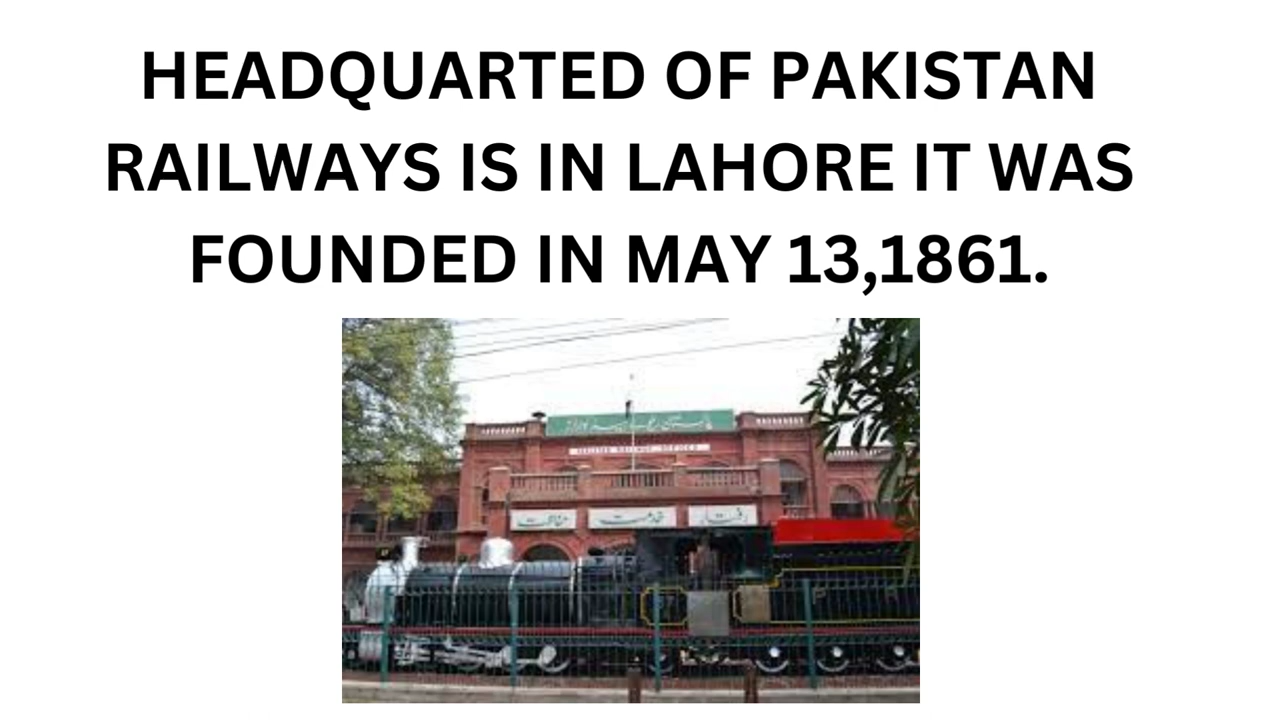 HEADQUARTED OF PAKISTAN
RAILWAYS IS IN LAHORE IT WAS
FOUNDED IN MAY 13,1861.